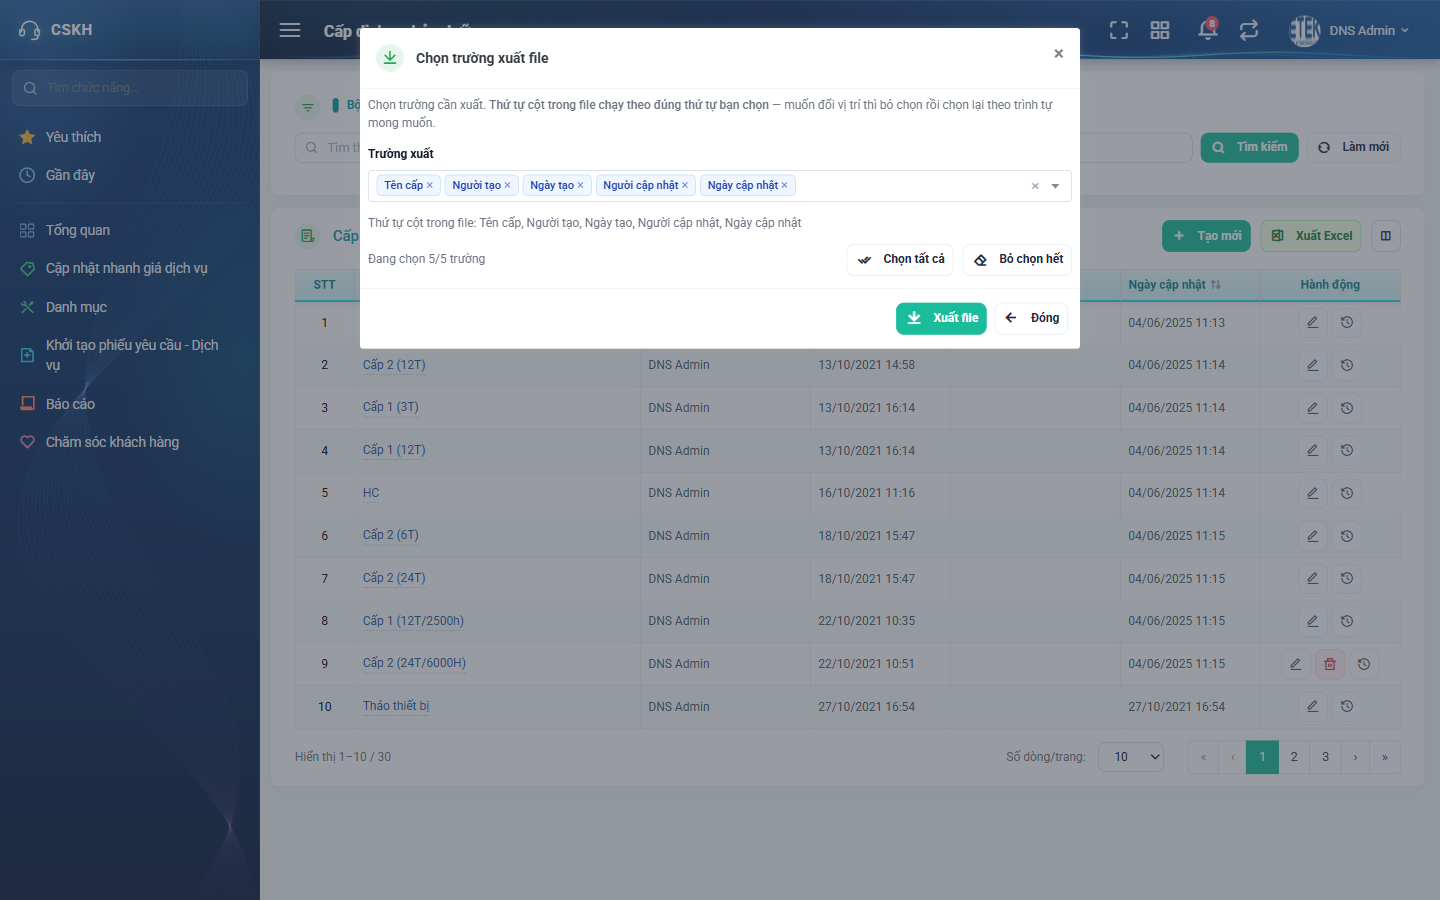 CSKH
Tìm chức năng...
Yêu thích
Gần đây
Tổng quan
Cập nhật nhanh giá dịch vụ
Danh mục
Khởi tạo phiếu yêu cầu - Dịch vụ
Báo cáo
Chăm sóc khách hàng
8
DNS Admin
Chọn trường xuất file
×
Chọn trường cần xuất. Thứ tự cột trong file chạy theo đúng thứ tự bạn chọn — muốn đổi vị trí thì bỏ chọn rồi chọn lại theo trình tự
mong muốn.
Trường xuất
Tên cấp × Người tạo × Ngày tạo × Người cập nhật × Ngày cập nhật × ×
Thứ tự cột trong file: Tên cấp, Người tạo, Ngày tạo, Người cập nhật, Ngày cập nhật
Đang chọn 5/5 trường Chọn tất cả Bỏ chọn hết
Xuất file Đóng
Tìm kiếm Làm mới
Cấp
Tạo mới Xuất Excel
STT Ngày cập nhật Hành động
1 04/06/2025 11:13
2 Cấp 2 (12T) DNS Admin 13/10/2021 14:58 04/06/2025 11:14
3 Cấp 1 (3T) DNS Admin 13/10/2021 16:14 04/06/2025 11:14
4 Cấp 1 (12T) DNS Admin 13/10/2021 16:14 04/06/2025 11:14
5 HC DNS Admin 16/10/2021 11:16 04/06/2025 11:14
6 Cấp 2 (6T) DNS Admin 18/10/2021 15:47 04/06/2025 11:15
7 Cấp 2 (24T) DNS Admin 18/10/2021 15:47 04/06/2025 11:15
8 Cấp 1 (12T/2500h) DNS Admin 22/10/2021 10:35 04/06/2025 11:15
9 Cấp 2 (24T/6000H) DNS Admin 22/10/2021 10:51 04/06/2025 11:15
10 Tháo thiết bị DNS Admin 27/10/2021 16:54 27/10/2021 16:54
Hiển thị 1–10 / 30 Số dòng/trang: 10 « ‹ 1 2 3 › »